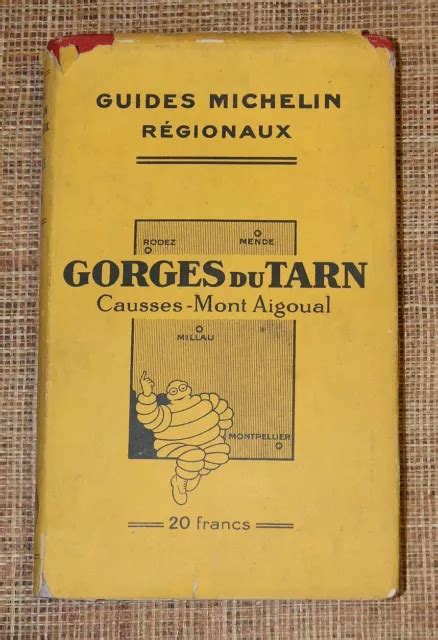 GUIDES MICHELIN
RÉGIONAUX
RODEZ
MENDE
GORGES DU TARN
Causses-Mont Aigoual
MILLAU
MONTPELLIER
20 francs